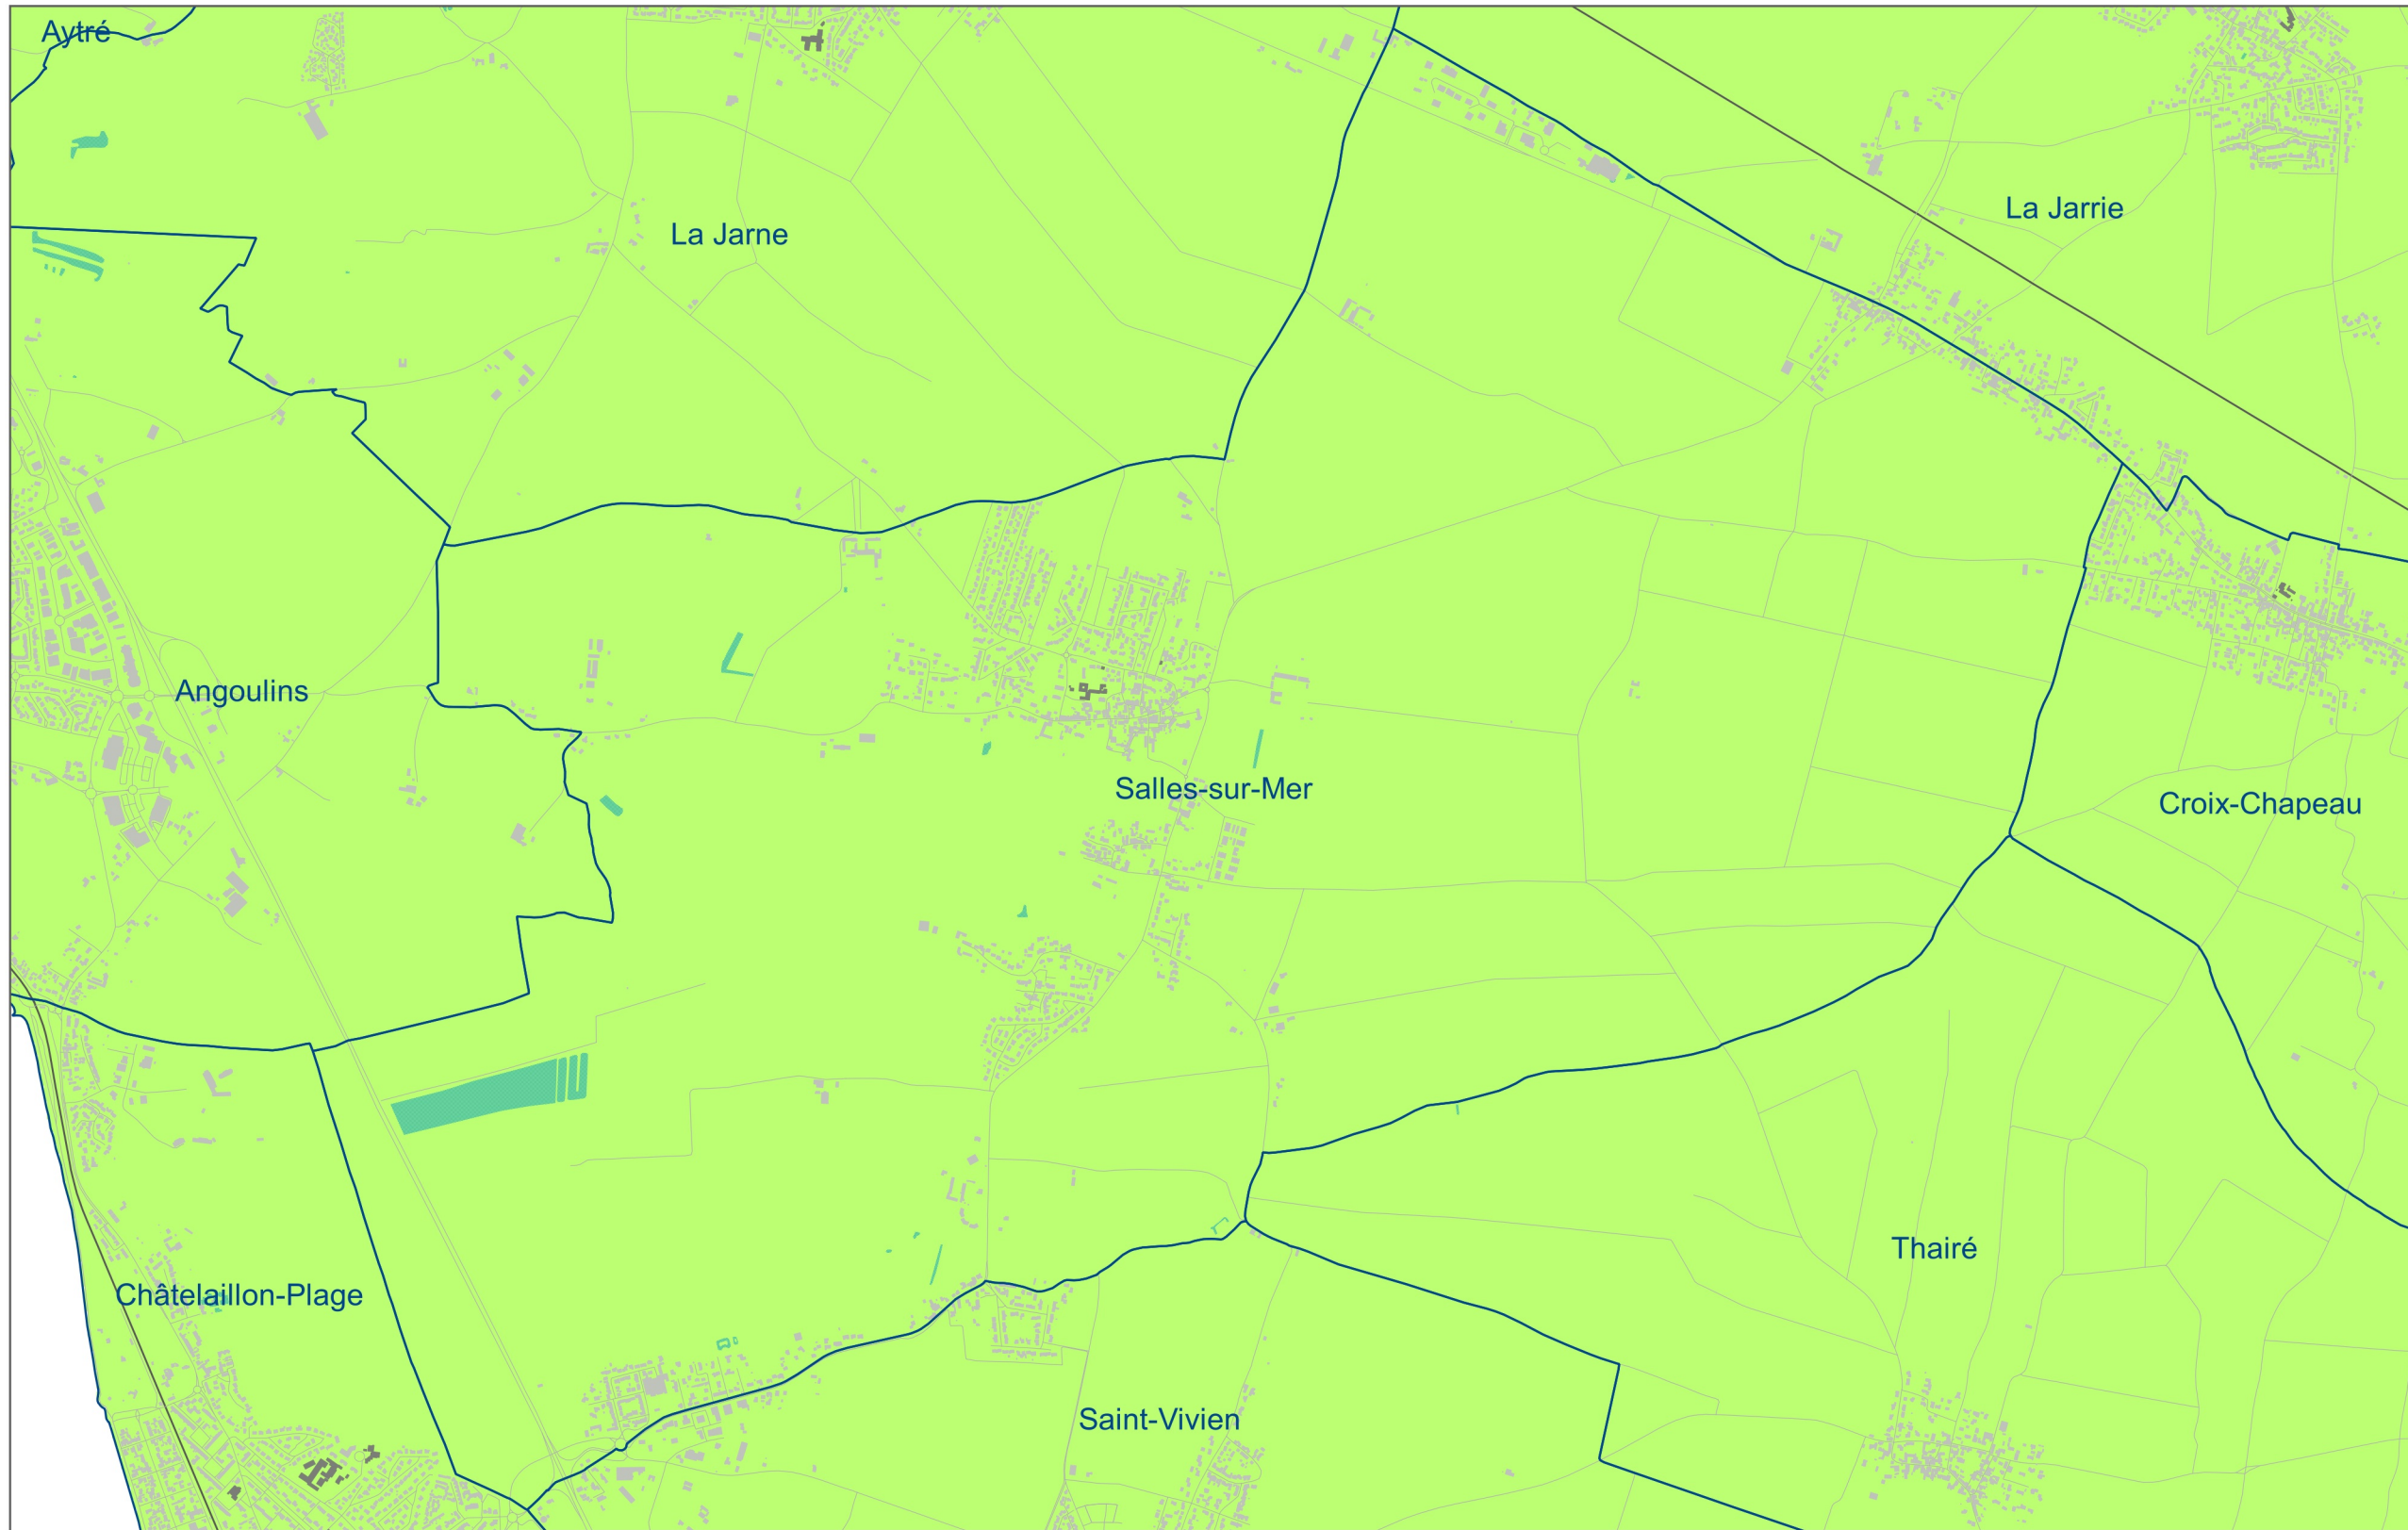 Aytré
La Jarrie
La Jarne
Angoulins
Salles-sur-Mer
Croix-Chapeau
Thairé
Châtelaillon-Plage
Saint-Vivien